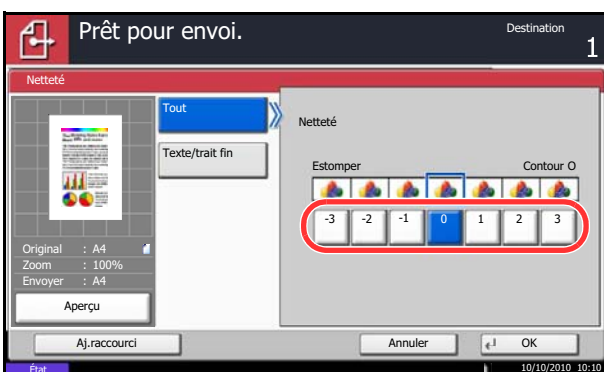 Prêt pour envoi.
Destination
1
Netteté
Tout
Texte/trait fin
Netteté
Estomper
Contour O
-3 -2 -1 0 1 2 3
Original : A4
Zoom : 100%
Envoyer : A4
Aperçu
Aj.raccourci
Annuler
OK
État
10/10/2010 10:10